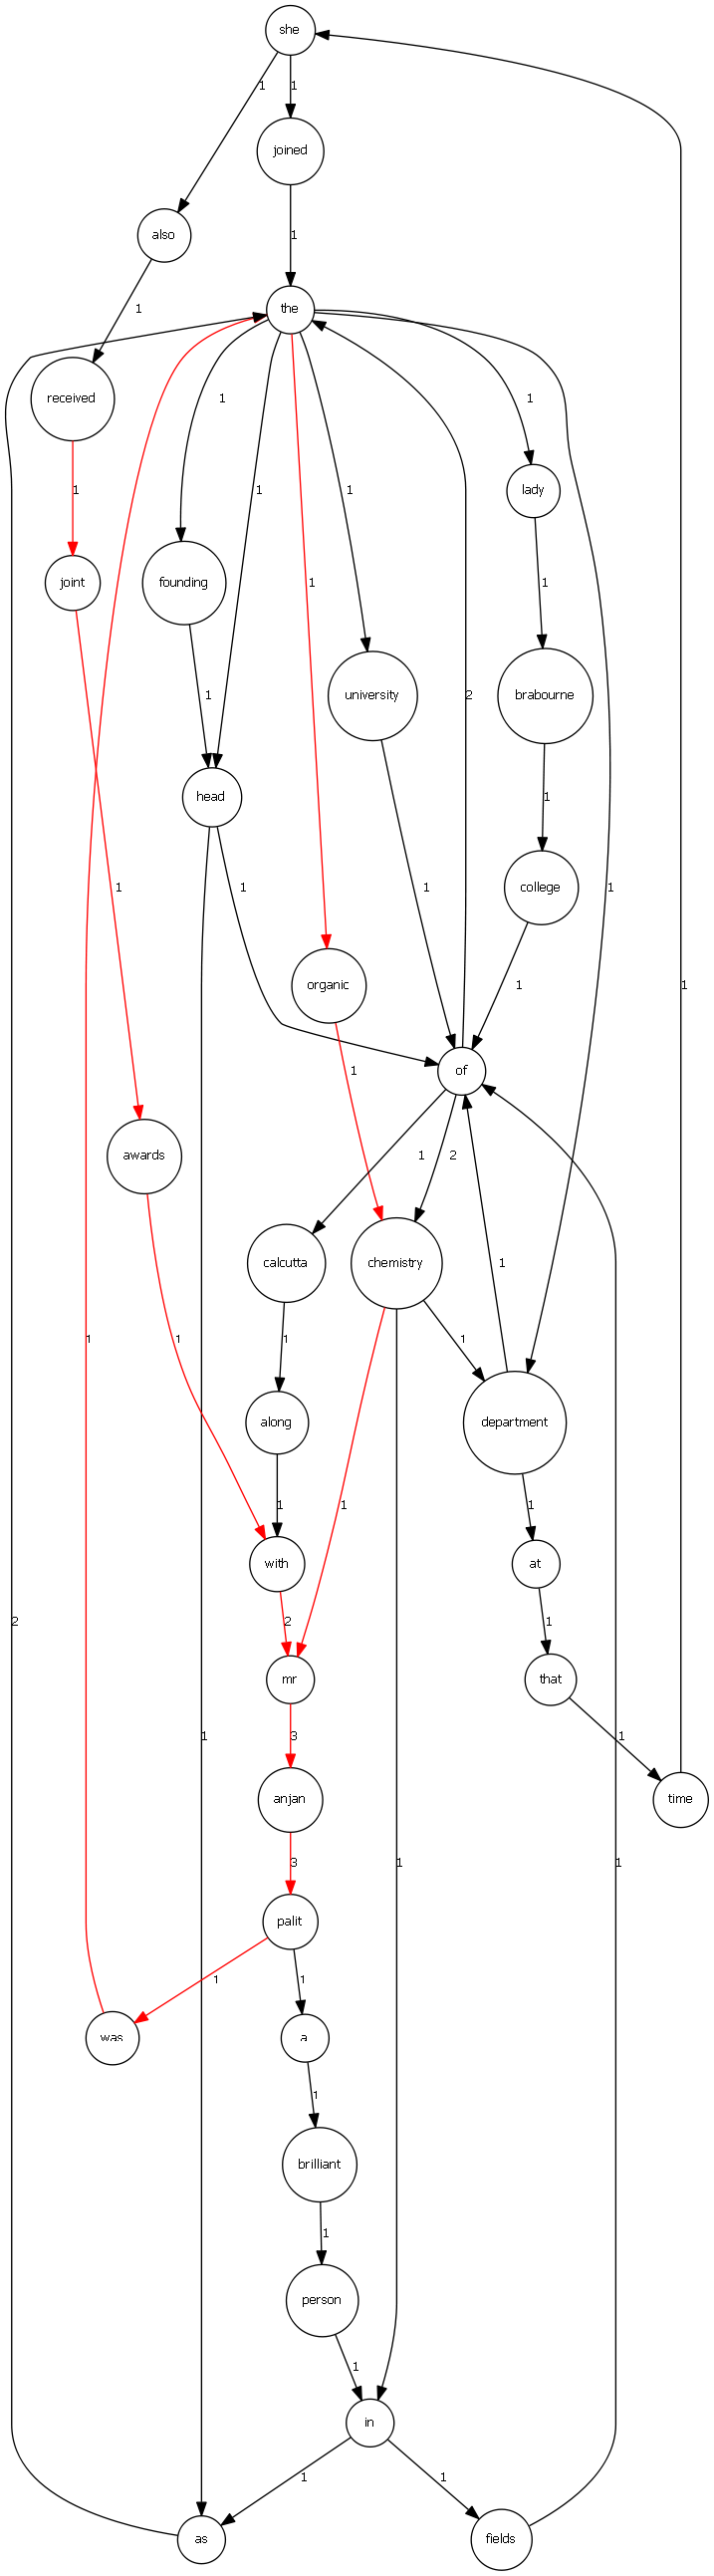 she
1
1
joined
also
1
1
the
received
1
1
1
1
lady
1
joint
founding
1
1
1
university
brabourne
2
head
1
college
1
1
1
1
1
organic
1
of
1
awards
1
2
calcutta
chemistry
1
1
1
1
1
along
department
1
1
1
with
at
2
1
mr
that
3
1
1
2
anjan
time
3
1
1
palit
1
1
was
a
1
brilliant
1
person
1
in
1
1
as
fields